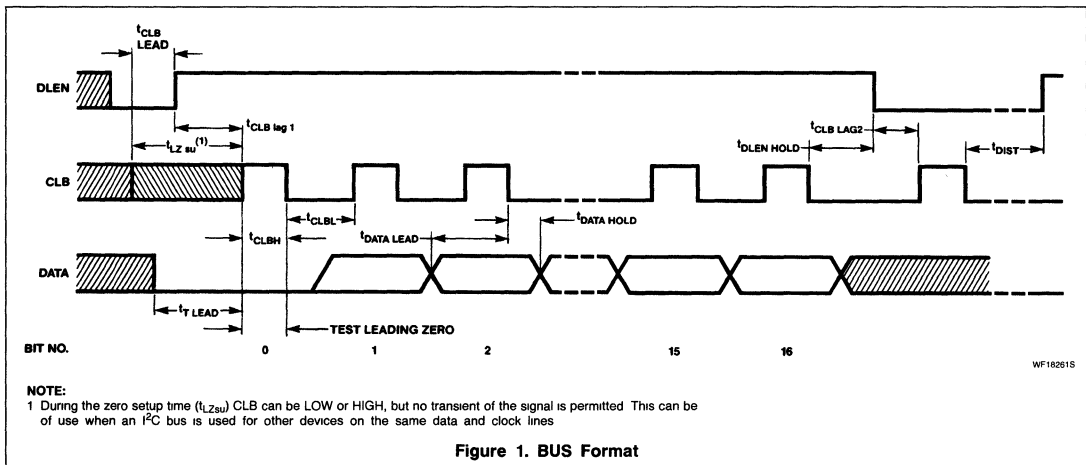 tCLB
LEAD
DLEN
tCLB lag 1
tLZ su(1)
tCLB LAG2
tDLEN HOLD
tDIST
CLB
tCLBL
tCLBH
tDATA LEAD
tDATA HOLD
DATA
tT LEAD
TEST LEADING ZERO
BIT NO. 0 1 2 15 16
WF18261S
NOTE:
1 During the zero setup time (tLZsu) CLB can be LOW or HIGH, but no transient of the signal is permitted This can be
of use when an I2C bus is used for other devices on the same data and clock lines
Figure 1. BUS Format